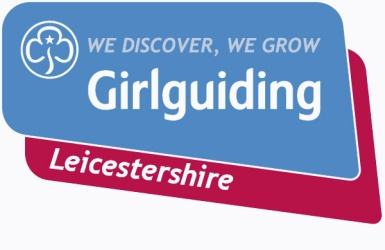 WE DISCOVER, WE GROW
Girlguiding
Leicestershire